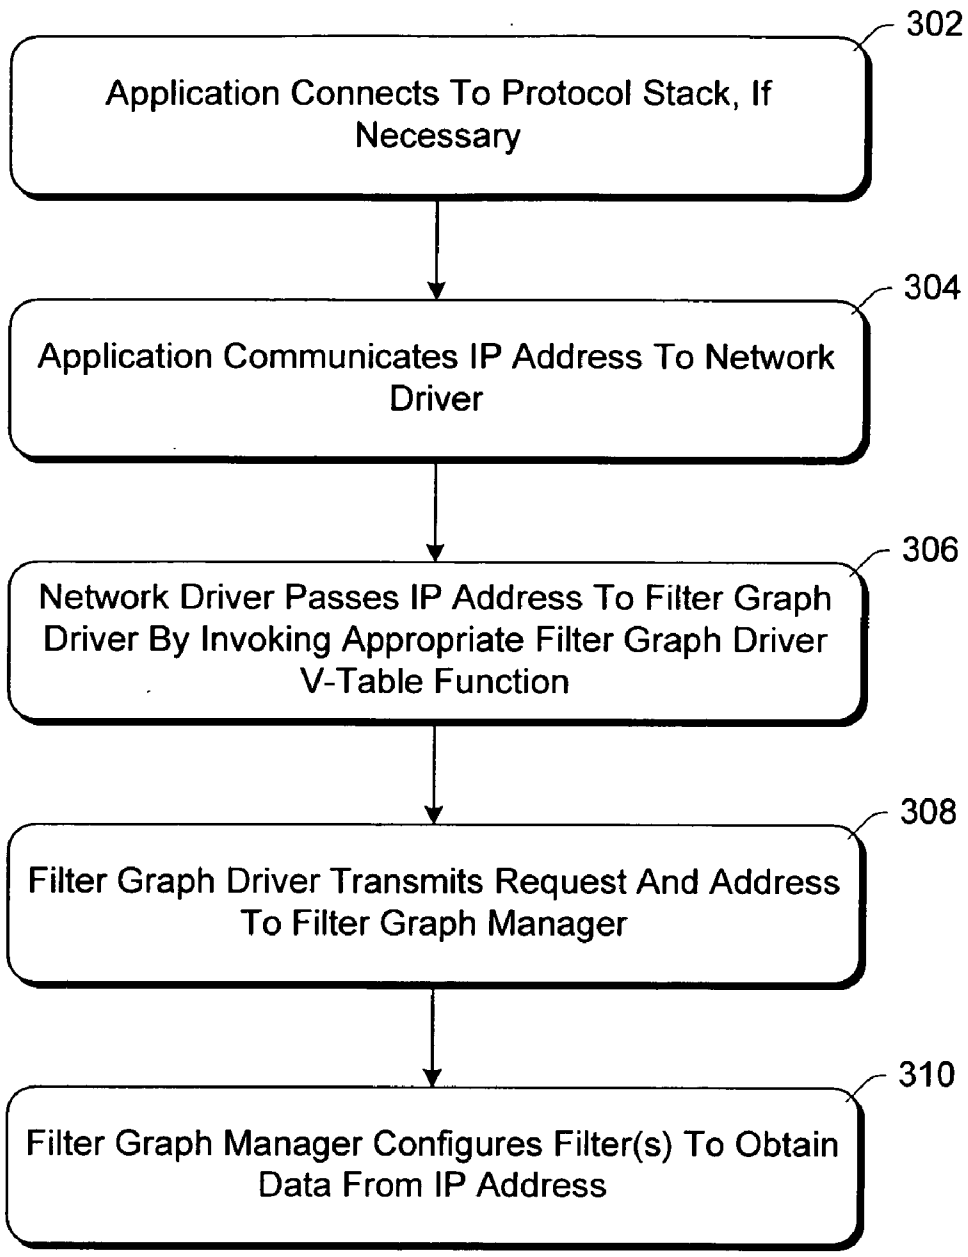 302
Application Connects To Protocol Stack, If
Necessary
304
Application Communicates IP Address To Network
Driver
306
Network Driver Passes IP Address To Filter Graph
Driver By Invoking Appropriate Filter Graph Driver
V-Table Function
308
Filter Graph Driver Transmits Request And Address
To Filter Graph Manager
310
Filter Graph Manager Configures Filter(s) To Obtain
Data From IP Address